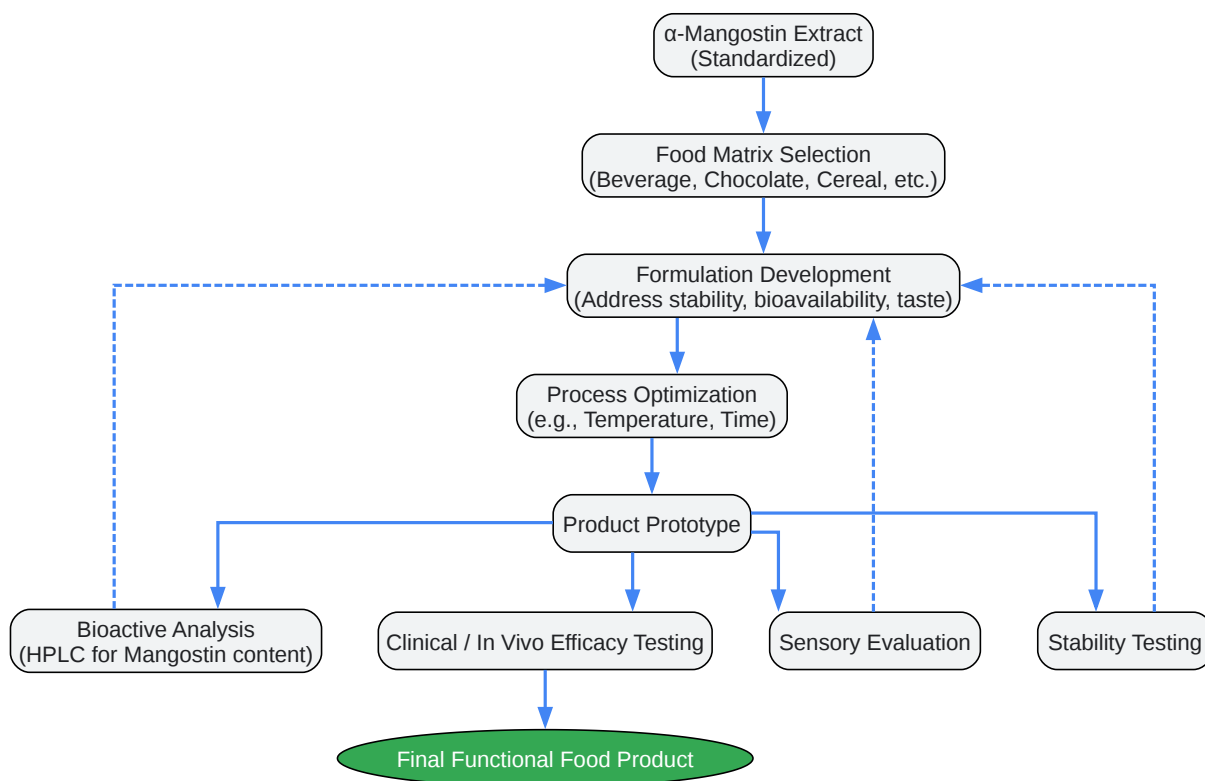 α-Mangostin Extract
(Standardized)
Food Matrix Selection
(Beverage, Chocolate, Cereal, etc.)
Formulation Development
(Address stability, bioavailability, taste)
Process Optimization
(e.g., Temperature, Time)
Product Prototype
Bioactive Analysis
(HPLC for Mangostin content)
Clinical / In Vivo Efficacy Testing
Sensory Evaluation
Stability Testing
Final Functional Food Product